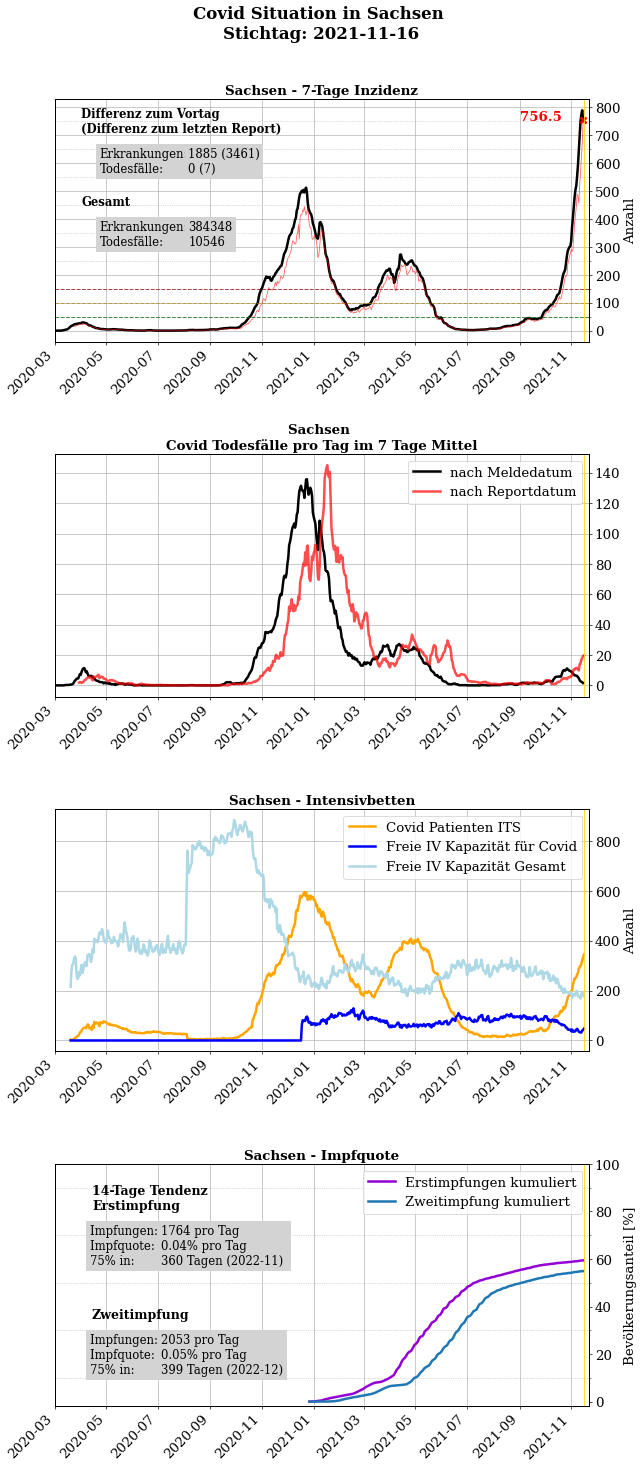 Covid Situation in Sachsen
Stichtag: 2021-11-16
Sachsen - 7-Tage Inzidenz
Differenz zum Vortag
(Differenz zum letzten Report)
Erkrankungen 1885 (3461)
Todesfälle: 0 (7)
Gesamt
Erkrankungen 384348
Todesfälle: 10546
756.5
800
700
600
500
400
300
200
100
0
Anzahl
2020-03
2020-05
2020-07
2020-09
2020-11
2021-01
2021-03
2021-05
2021-07
2021-09
2021-11
Sachsen
Covid Todesfälle pro Tag im 7 Tage Mittel
nach Meldedatum
nach Reportdatum
140
120
100
80
60
40
20
0
2020-03
2020-05
2020-07
2020-09
2020-11
2021-01
2021-03
2021-05
2021-07
2021-09
2021-11
Sachsen - Intensivbetten
Covid Patienten ITS
Freie IV Kapazität für Covid
Freie IV Kapazität Gesamt
800
600
400
200
0
Anzahl
2020-03
2020-05
2020-07
2020-09
2020-11
2021-01
2021-03
2021-05
2021-07
2021-09
2021-11
Sachsen - Impfquote
14-Tage Tendenz
Erstimpfung
Impfungen: 1764 pro Tag
Impfquote: 0.04% pro Tag
75% in: 360 Tagen (2022-11)
Zweitimpfung
Impfungen: 2053 pro Tag
Impfquote: 0.05% pro Tag
75% in: 399 Tagen (2022-12)
Erstimpfungen kumuliert
Zweitimpfung kumuliert
100
80
60
40
20
0
Bevölkerungsanteil [%]
2020-03
2020-05
2020-07
2020-09
2020-11
2021-01
2021-03
2021-05
2021-07
2021-09
2021-11